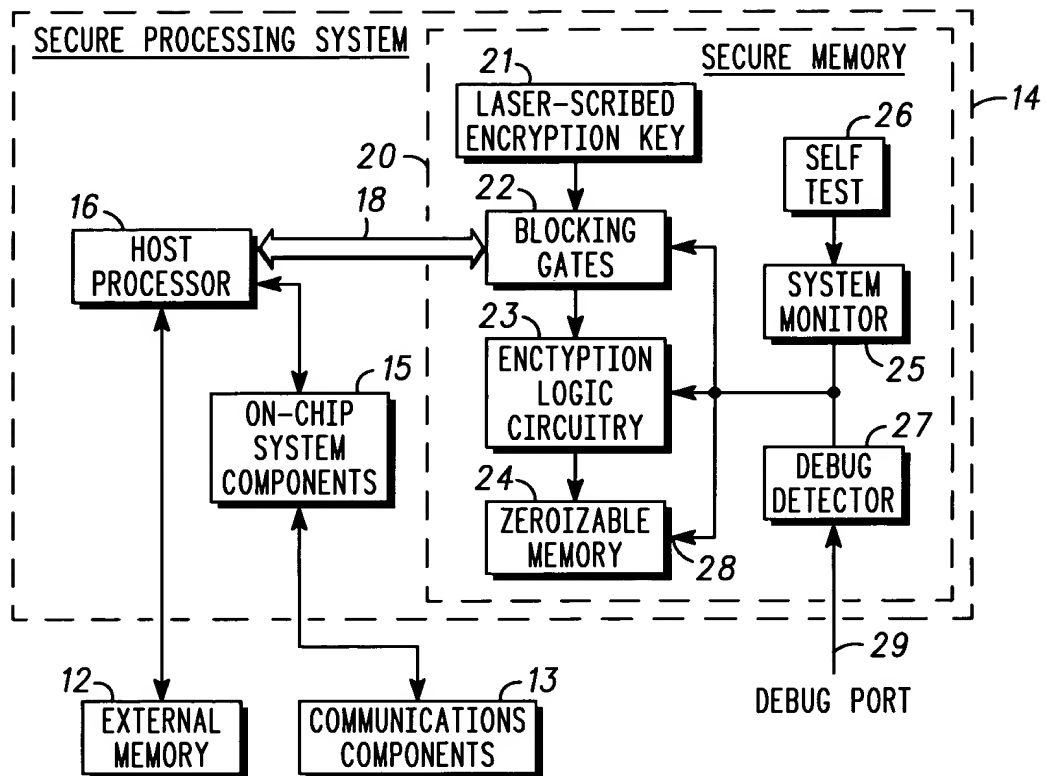 SECURE PROCESSING SYSTEM
SECURE MEMORY
14
21
LASER-SCRIBED
ENCRYPTION KEY
26
SELF
TEST
20
22
BLOCKING
GATES
18
16
HOST
PROCESSOR
SYSTEM
MONITOR
25
23
ENCTYPTION
LOGIC
CIRCUITRY
15
ON-CHIP
SYSTEM
COMPONENTS
27
DEBUG
DETECTOR
24
ZEROIZABLE
MEMORY
28
29
DEBUG PORT
12
EXTERNAL
MEMORY
13
COMMUNICATIONS
COMPONENTS